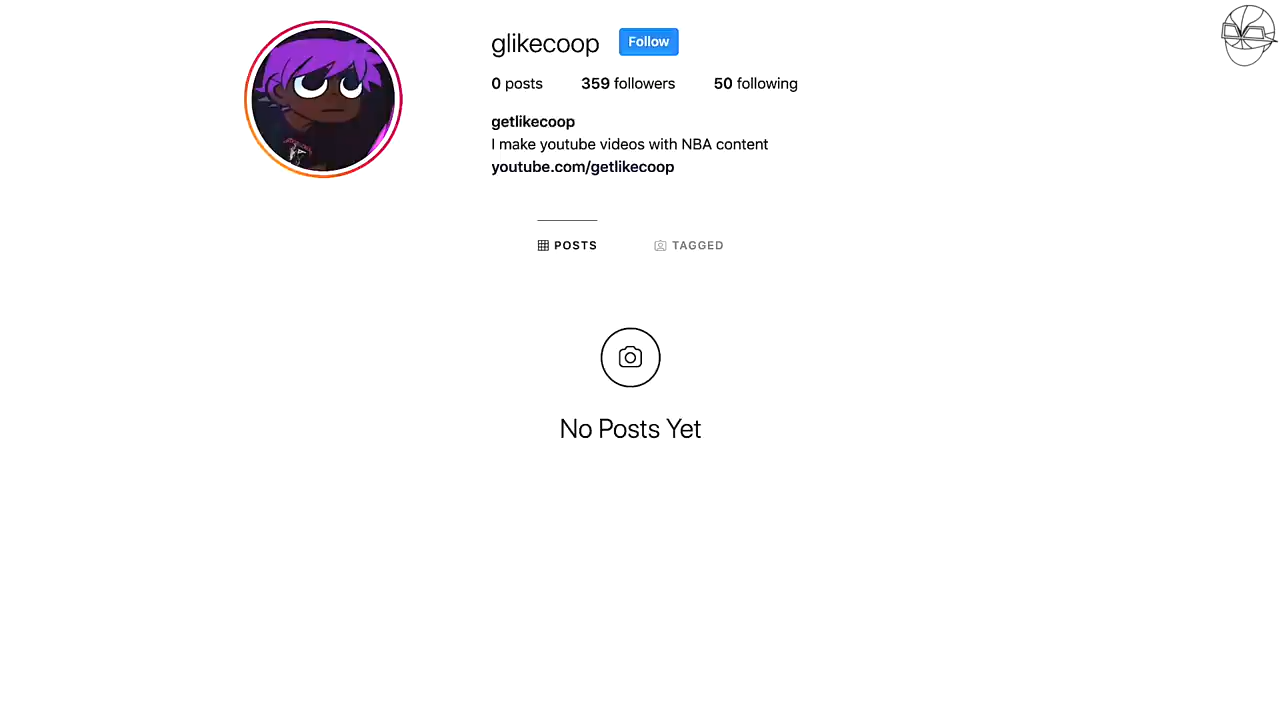 glikecoop Follow
0 posts 359 followers 50 following
getlikecoop
I make youtube videos with NBA content
youtube.com/getlikecoop
POSTS TAGGED
No Posts Yet